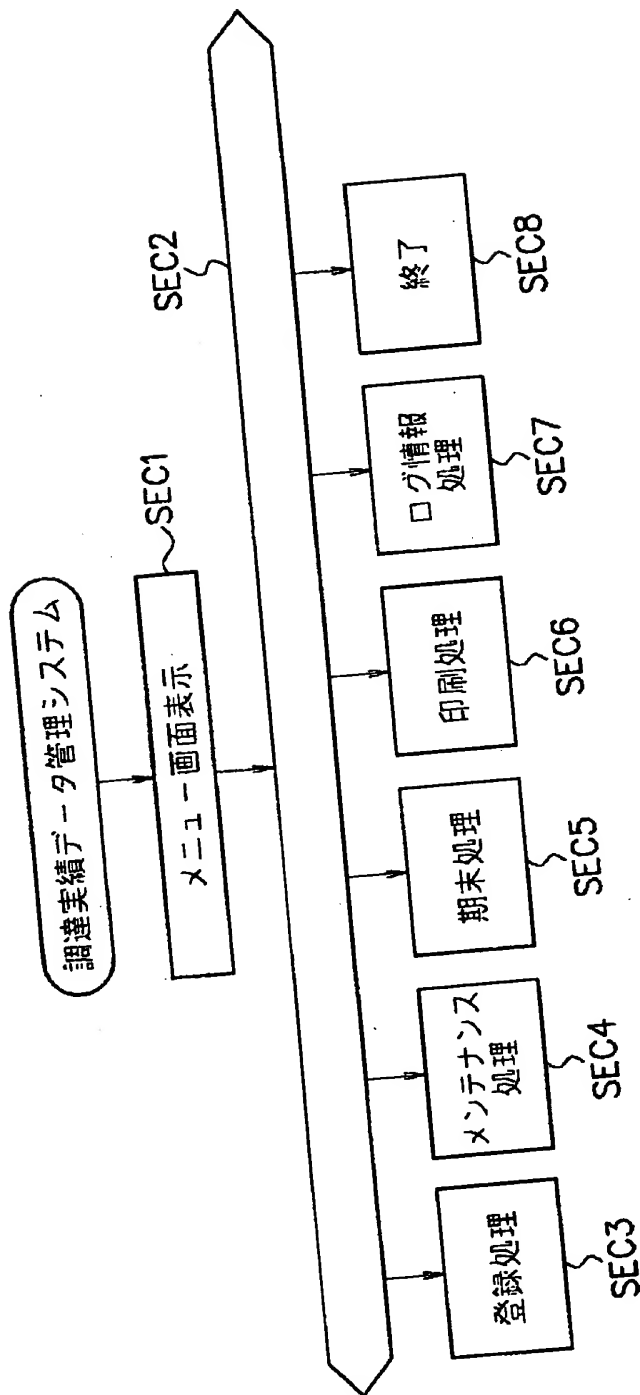 調達実績データ管理システム
メニュー画面表示
SEC1
SEC2
登録処理
SEC3
メンテナンス
処理
SEC4
期末処理
SEC5
印刷処理
SEC6
ログ情報
処理
SEC7
終了
SEC8